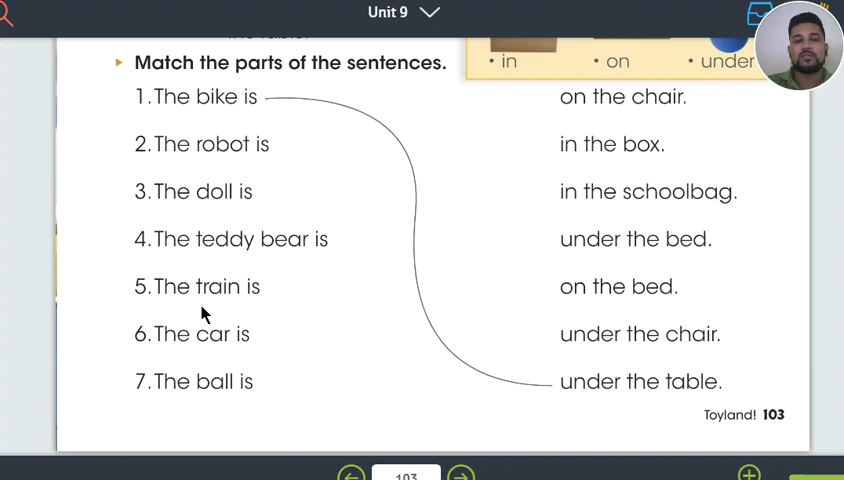 Unit 9
Match the parts of the sentences.
• in • on • under
1. The bike is on the chair.
2. The robot is in the box.
3. The doll is in the schoolbag.
4. The teddy bear is under the bed.
5. The train is on the bed.
6. The car is under the chair.
7. The ball is under the table.
Toyland! 103
103